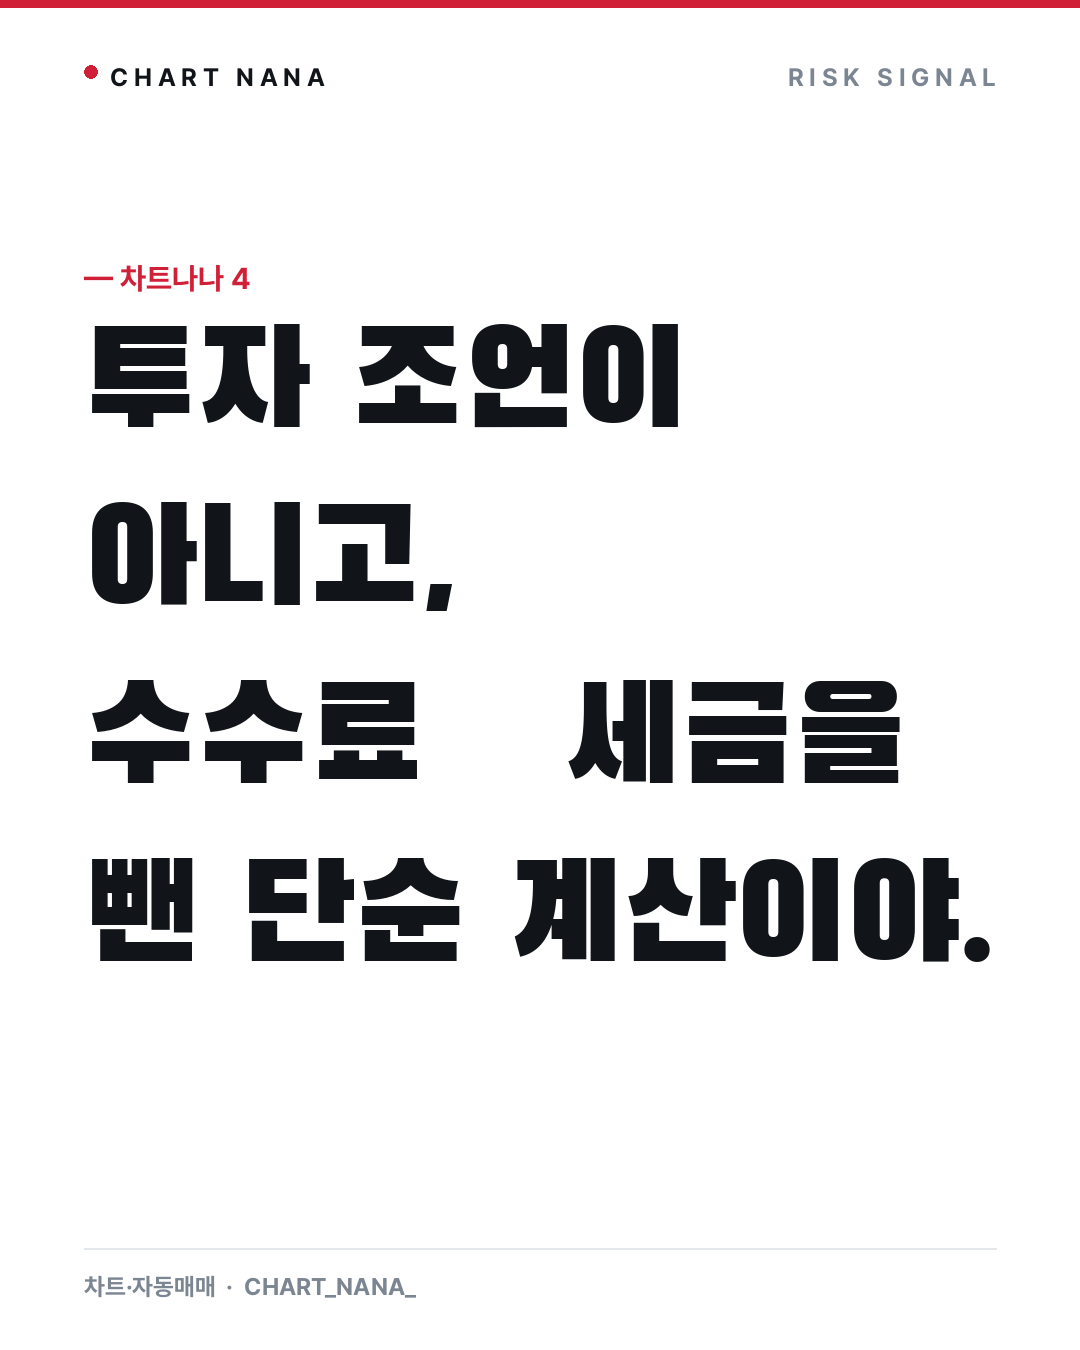 CHART NANA
RISK SIGNAL
— 차트나나 4
투자 조언이
아니고,
수수료 세금을
뺀 단순 계산이야.
차트·자동매매 · CHART_NANA_